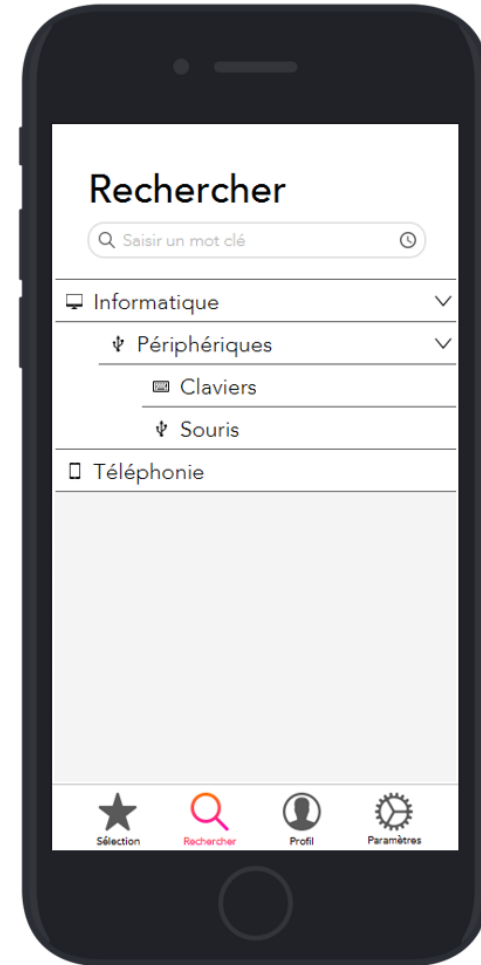 Rechercher
Saisir un mot clé
Informatique
Périphériques
Claviers
Souris
Téléphonie
Sélection Rechercher Profil Paramètres